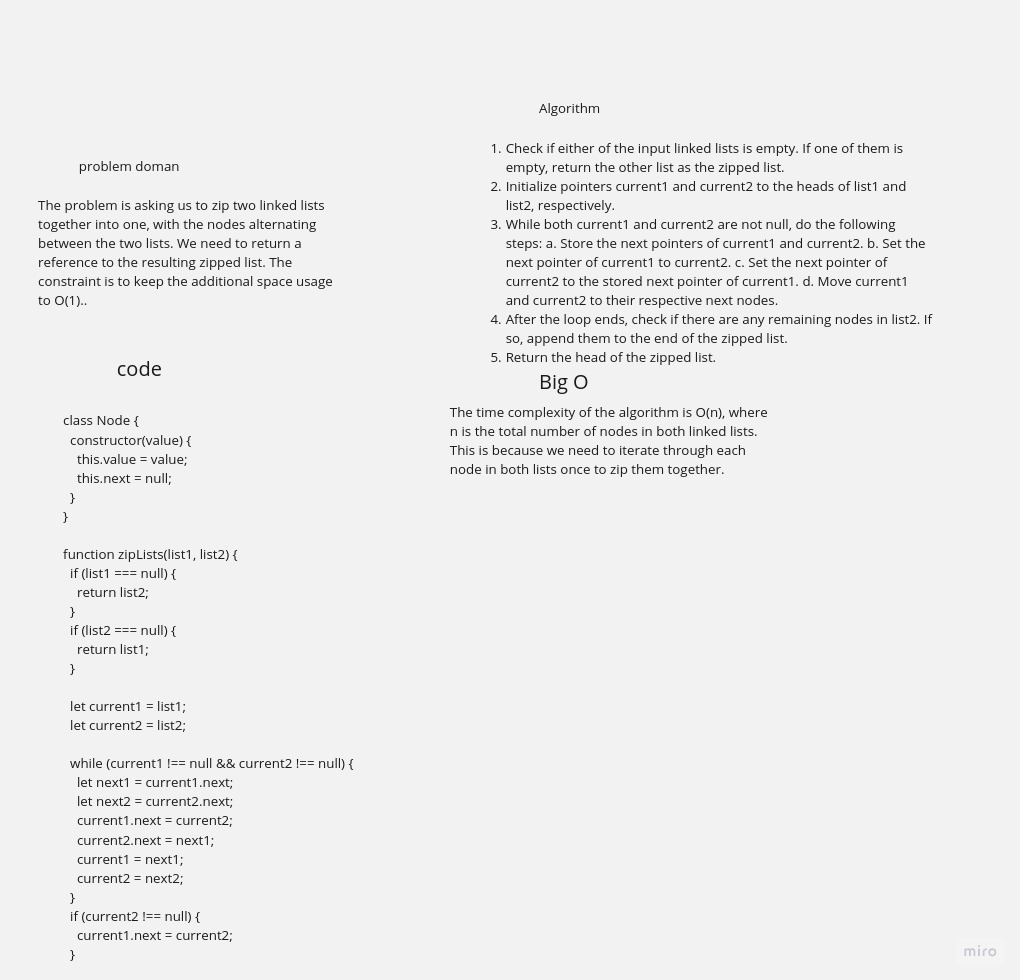 problem doman
The problem is asking us to zip two linked lists
together into one, with the nodes alternating
between the two lists. We need to return a
reference to the resulting zipped list. The
constraint is to keep the additional space usage
to O(1)..
code
class Node {
  constructor(value) {
    this.value = value;
    this.next = null;
  }
}

function zipLists(list1, list2) {
  if (list1 === null) {
    return list2;
  }
  if (list2 === null) {
    return list1;
  }

  let current1 = list1;
  let current2 = list2;

  while (current1 !== null && current2 !== null) {
    let next1 = current1.next;
    let next2 = current2.next;
    current1.next = current2;
    current2.next = next1;
    current1 = next1;
    current2 = next2;
  }
  if (current2 !== null) {
    current1.next = current2;
  }
Algorithm
1. Check if either of the input linked lists is empty. If one of them is
empty, return the other list as the zipped list.
2. Initialize pointers current1 and current2 to the heads of list1 and
list2, respectively.
3. While both current1 and current2 are not null, do the following
steps: a. Store the next pointers of current1 and current2. b. Set the
next pointer of current1 to current2. c. Set the next pointer of
current2 to the stored next pointer of current1. d. Move current1
and current2 to their respective next nodes.
4. After the loop ends, check if there are any remaining nodes in list2. If
so, append them to the end of the zipped list.
5. Return the head of the zipped list.
Big O
The time complexity of the algorithm is O(n), where
n is the total number of nodes in both linked lists.
This is because we need to iterate through each
node in both lists once to zip them together.
miro